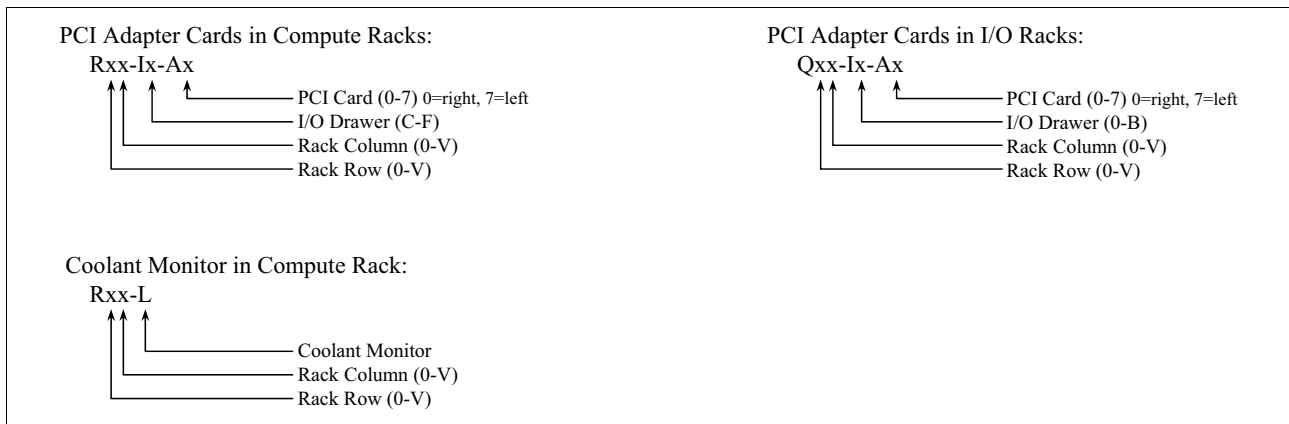 PCI Adapter Cards in Compute Racks:
Rxx-Ix-Ax
PCI Card (0-7) 0=right, 7=left
I/O Drawer (C-F)
Rack Column (0-V)
Rack Row (0-V)
PCI Adapter Cards in I/O Racks:
Qxx-Ix-Ax
PCI Card (0-7) 0=right, 7=left
I/O Drawer (0-B)
Rack Column (0-V)
Rack Row (0-V)
Coolant Monitor in Compute Rack:
Rxx-L
Coolant Monitor
Rack Column (0-V)
Rack Row (0-V)